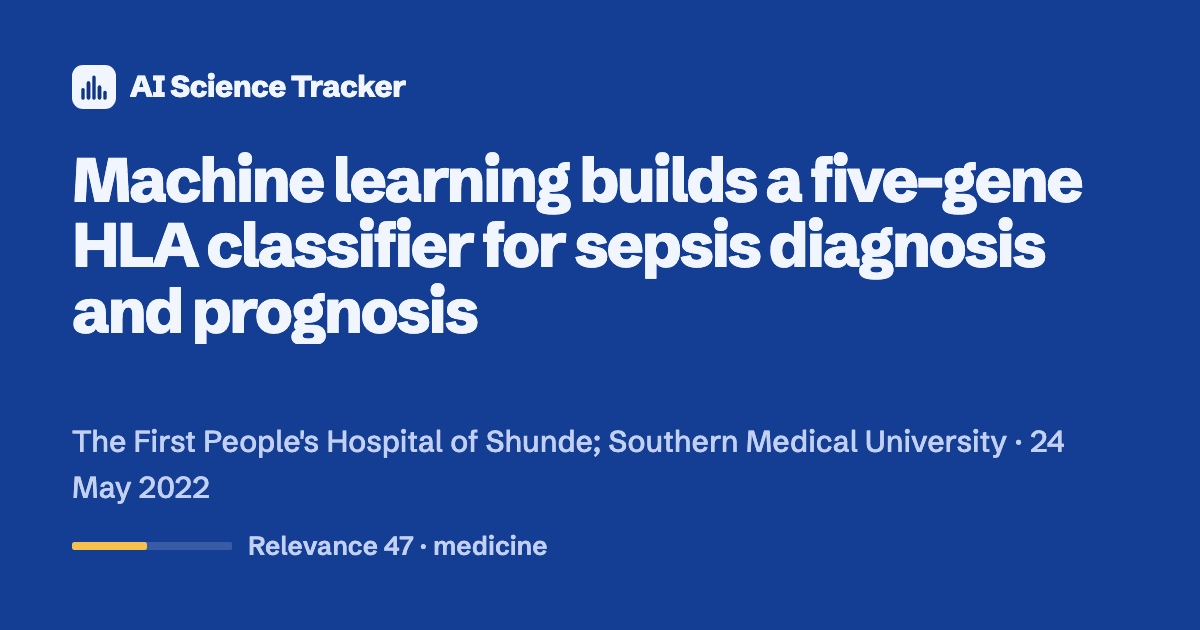 AI Science Tracker
Machine learning builds a five-gene
HLA classifier for sepsis diagnosis
and prognosis
The First People's Hospital of Shunde; Southern Medical University · 24
May 2022
Relevance 47 · medicine